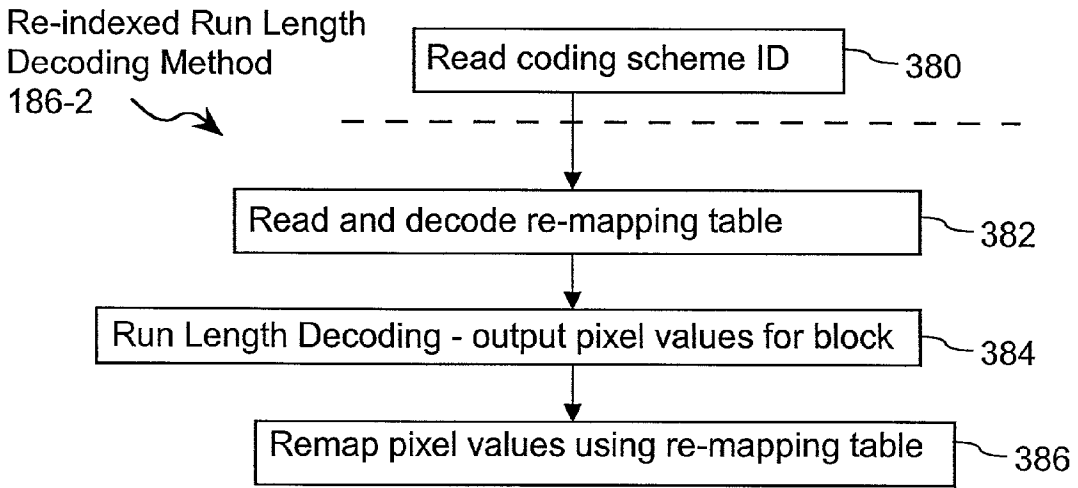 Re-indexed Run Length
Decoding Method
186-2
Read coding scheme ID
380
Read and decode re-mapping table
382
Run Length Decoding - output pixel values for block
384
Remap pixel values using re-mapping table
386